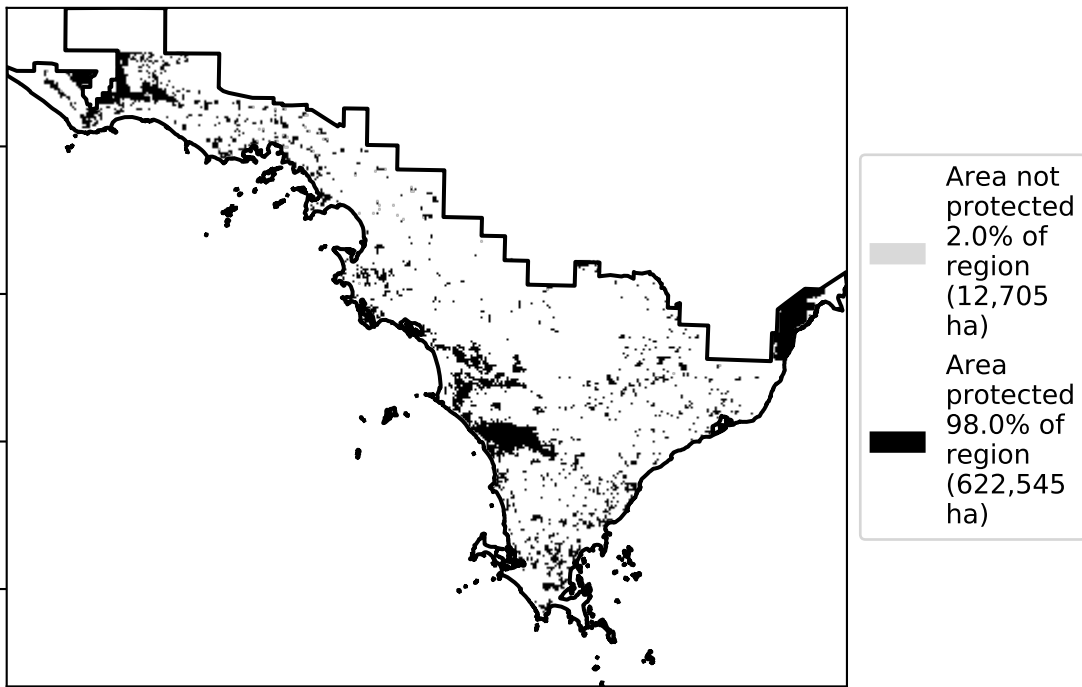 Area not
protected
2.0% of
region
(12,705
ha)
Area
protected
98.0% of
region
(622,545
ha)